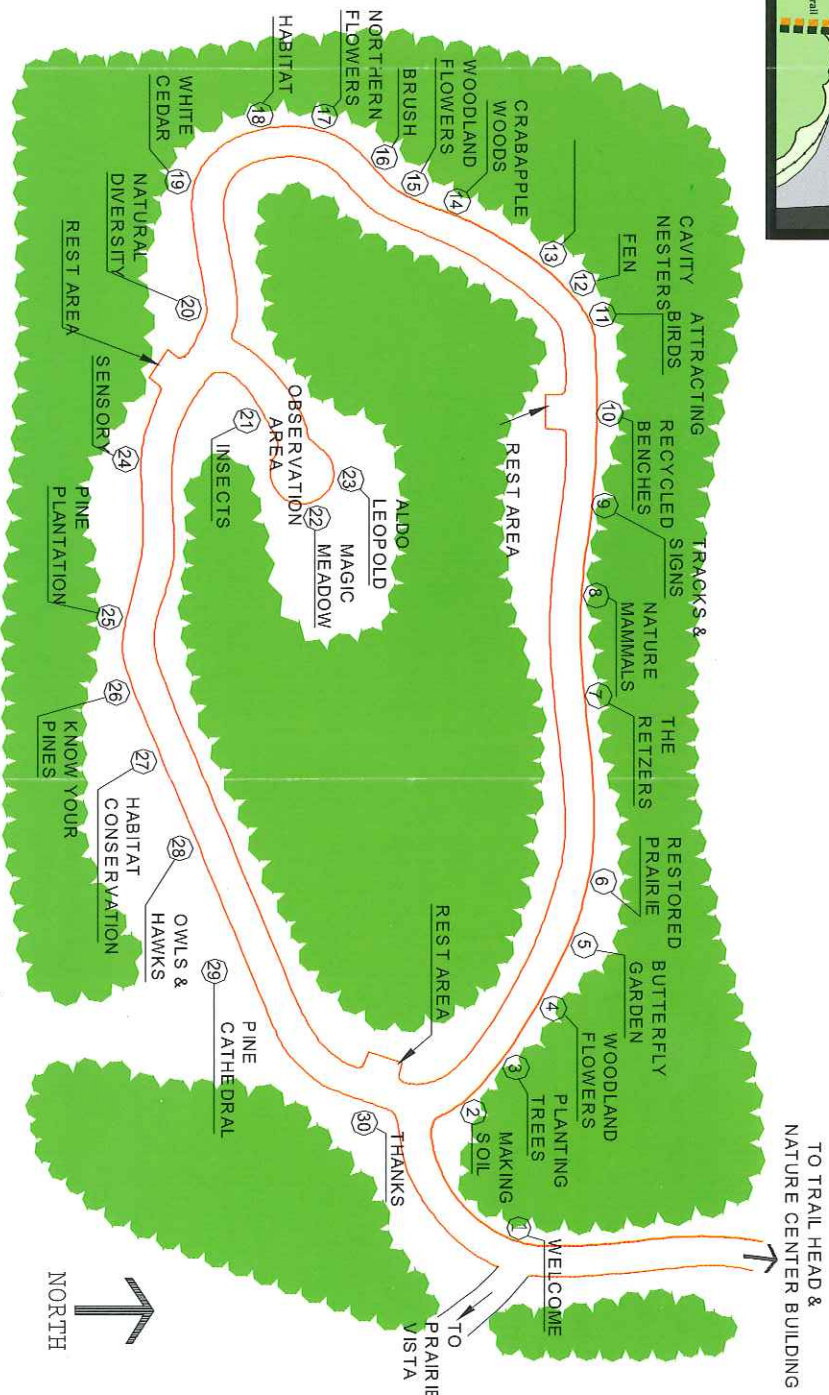 rail
TO TRAIL HEAD &
NATURE CENTER BUILDING
1
WELCOME
TO
PRAIRIE
VISTA
2
MAKING
SOIL
3
PLANTING
TREES
4
WOODLAND
FLOWERS
5
BUTTERFLY
GARDEN
6
RESTORED
PRAIRIE
7
THE
RETZERS
8
NATURE
MAMMALS
9
TRACKS &
SIGNS
10
RECYCLED
BENCHES
REST AREA
11
ATTRACTING
BIRDS
12
CAVITY
NESTERS
13
FEN
14
CRABAPPLE
WOODS
15
WOODLAND
FLOWERS
16
BRUSH
17
NORTHERN
FLOWERS
18
HABITAT
19
WHITE
CEDAR
20
NATURAL
DIVERSITY
REST AREA
OBSERVATION
AREA
21
INSECTS
22
MAGIC
MEADOW
23
ALDO
LEOPOLD
24
SENSORY
25
PINE
PLANTATION
26
KNOW YOUR
PINES
27
HABITAT
CONSERVATION
28
OWLS &
HAWKS
29
PINE
CATHEDRAL
REST AREA
30
THANKS
NORTH